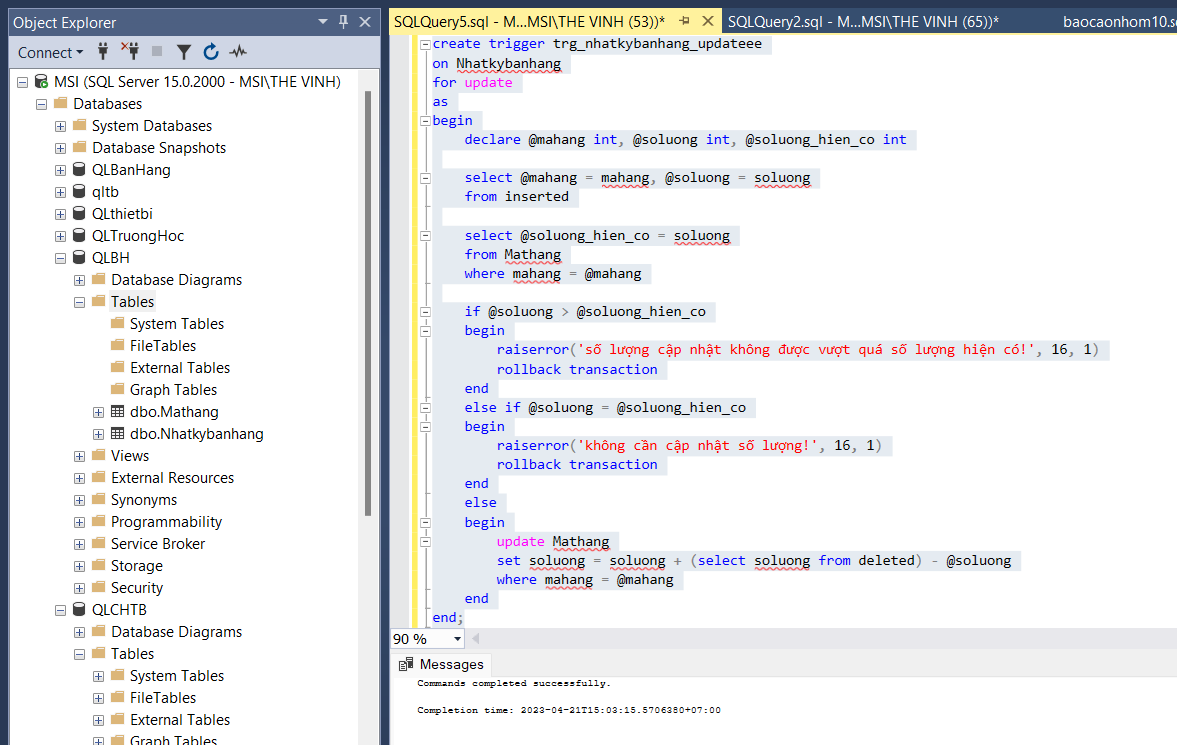 Object Explorer
Connect
MSI (SQL Server 15.0.2000 - MSI\THE VINH)
Databases
System Databases
Database Snapshots
QLBanHang
qltb
QLthietbi
QLTruongHoc
QLBH
Database Diagrams
Tables
System Tables
FileTables
External Tables
Graph Tables
dbo.Mathang
dbo.Nhatkybanhang
Views
External Resources
Synonyms
Programmability
Service Broker
Storage
Security
QLCHTB
Database Diagrams
Tables
System Tables
FileTables
External Tables
Graph Tables
SQLQuery5.sql - M...MSI\THE VINH (53))*
SQLQuery2.sql - M...MSI\THE VINH (65))*
baocaonhom10.s
create trigger trg_nhatkybanhang_updateee
on Nhatkybanhang
for update
as
begin
declare @mahang int, @soluong int, @soluong_hien_co int
select @mahang = mahang, @soluong = soluong
from inserted
select @soluong_hien_co = soluong
from Mathang
where mahang = @mahang
if @soluong > @soluong_hien_co
begin
raiserror('số lượng cập nhật không được vượt quá số lượng hiện có!', 16, 1)
rollback transaction
end
else if @soluong = @soluong_hien_co
begin
raiserror('không cần cập nhật số lượng!', 16, 1)
rollback transaction
end
else
begin
update Mathang
set soluong = soluong + (select soluong from deleted) - @soluong
where mahang = @mahang
end
end;
90 %
Messages
Commands completed successfully.
Completion time: 2023-04-21T15:03:15.5706380+07:00